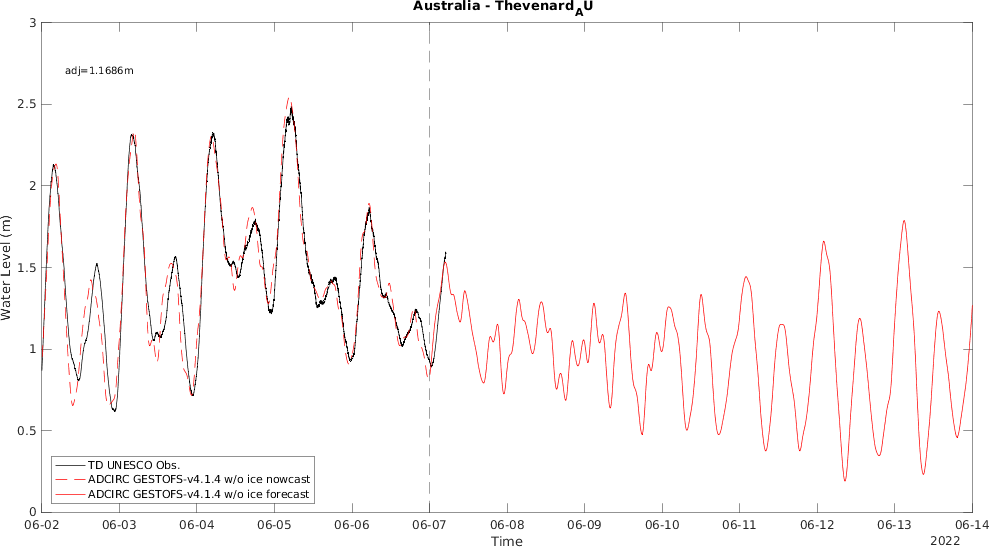 Australia - Thevenard_AU
adj=1.1686m
Water Level (m)
3
2.5
2
1.5
1
0.5
0
TD UNESCO Obs.
ADCIRC GESTOFS-v4.1.4 w/o ice nowcast
ADCIRC GESTOFS-v4.1.4 w/o ice forecast
06-02 06-03 06-04 06-05 06-06 06-07 06-08 06-09 06-10 06-11 06-12 06-13 06-14
Time
2022